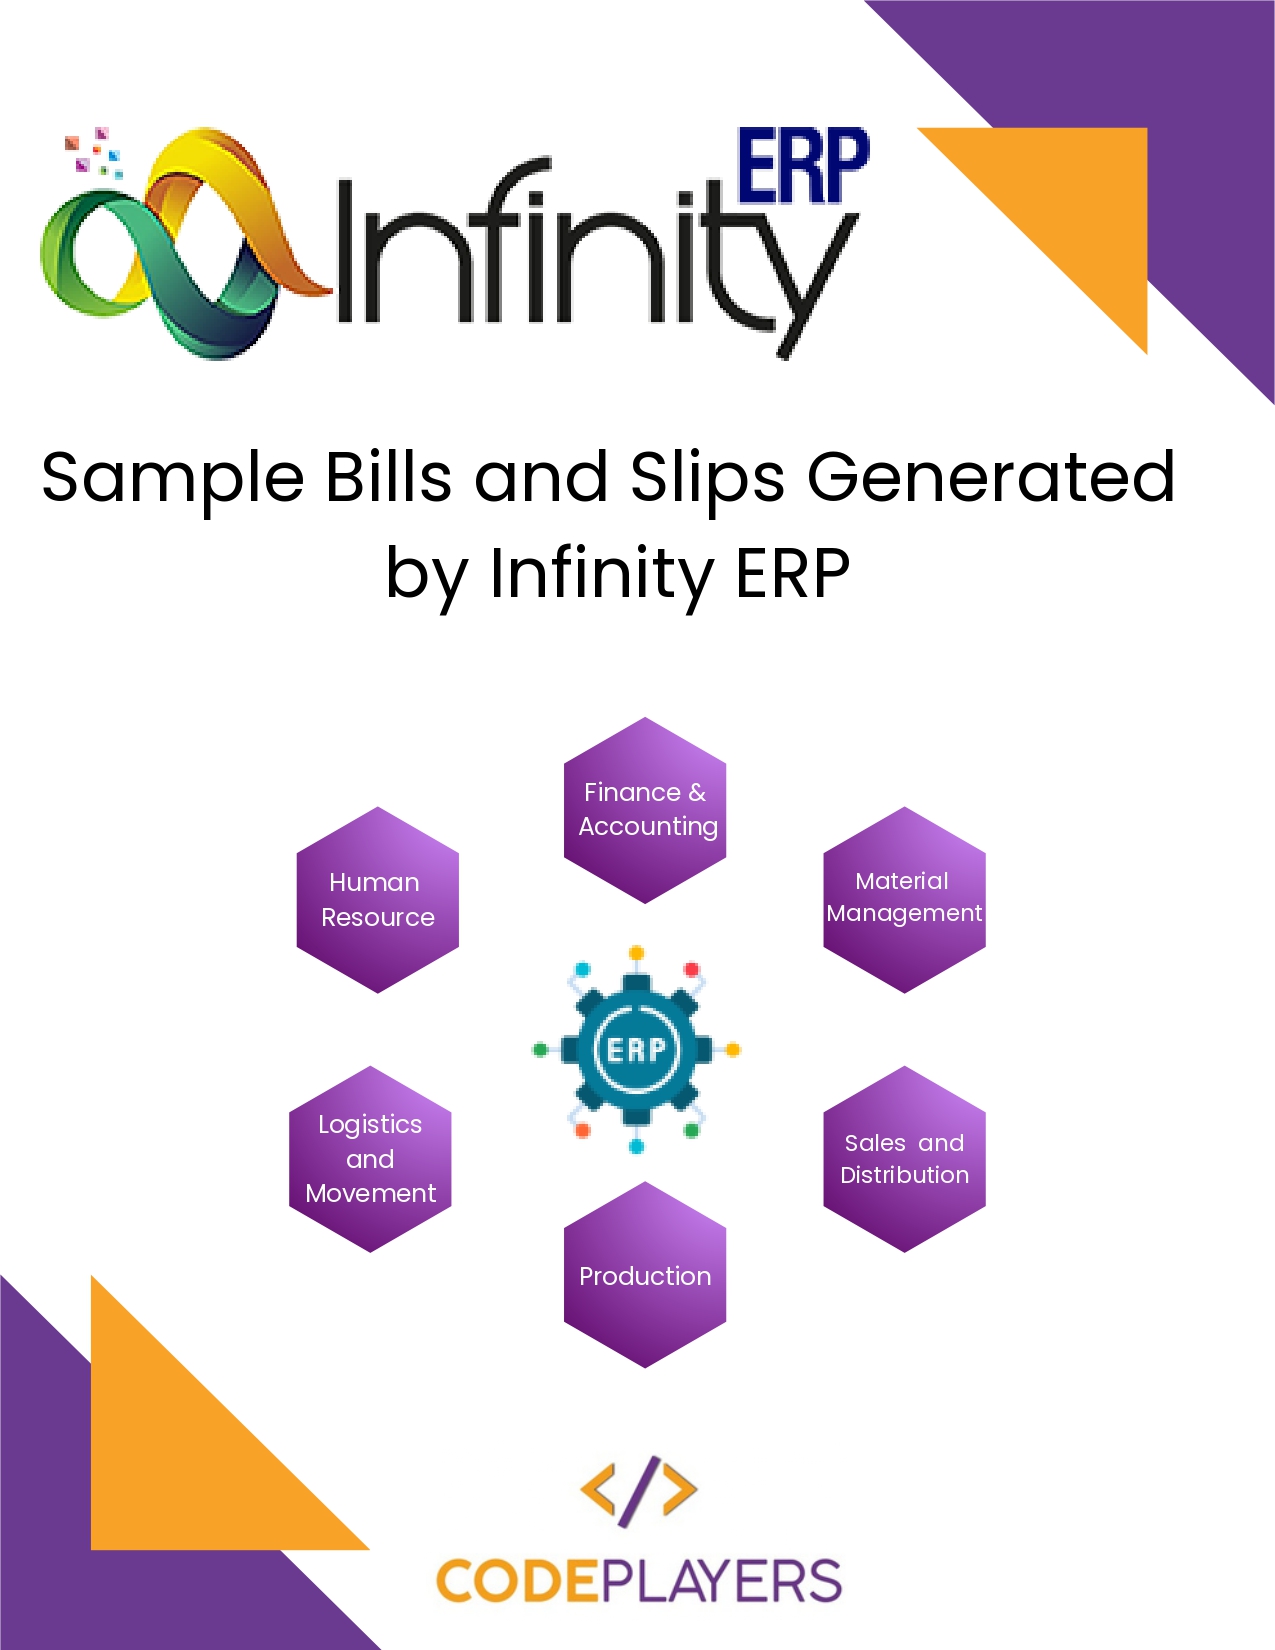 Infinity ERP
Sample Bills and Slips Generated
by Infinity ERP
Finance &
Accounting
Human
Resource
Material
Management
ERP
Logistics
and
Movement
Sales and
Distribution
Production
</>
CODEPLAYERS